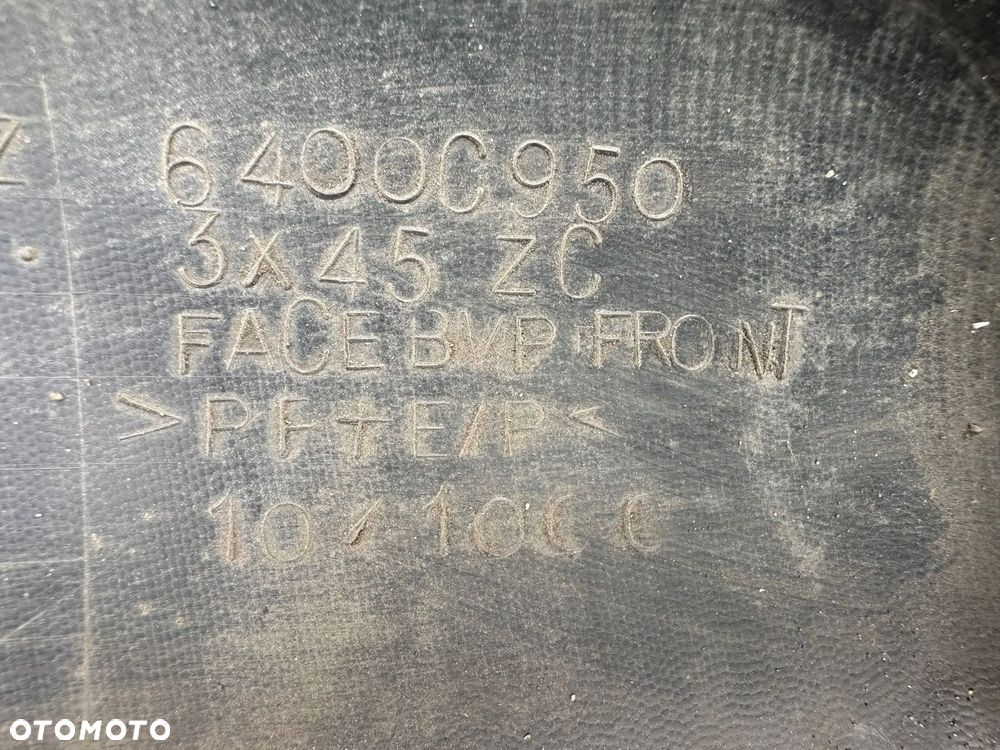 Z 6400C950
3X45 ZC
FACE BMP FRONT
>PP+E/P<
OTOMOTO